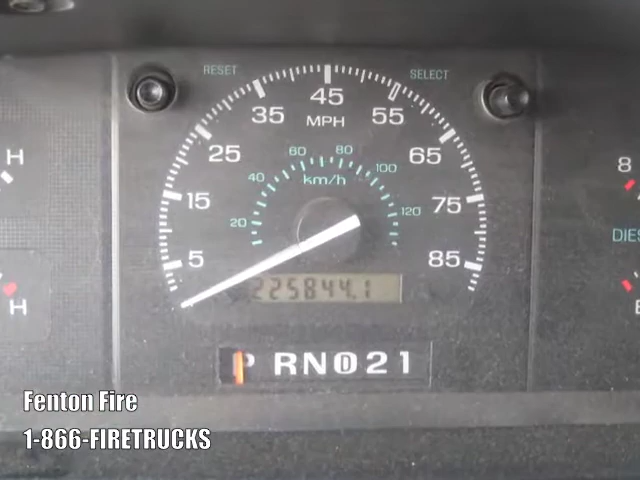 RESET SELECT
45
35 55
MPH
25 65
60 80
40 km/h 100
15 75
20 120
5 85
225844.1
P R N D 2 1
H
H
8
DIES
E
Fenton Fire
1-866-FIRETRUCKS